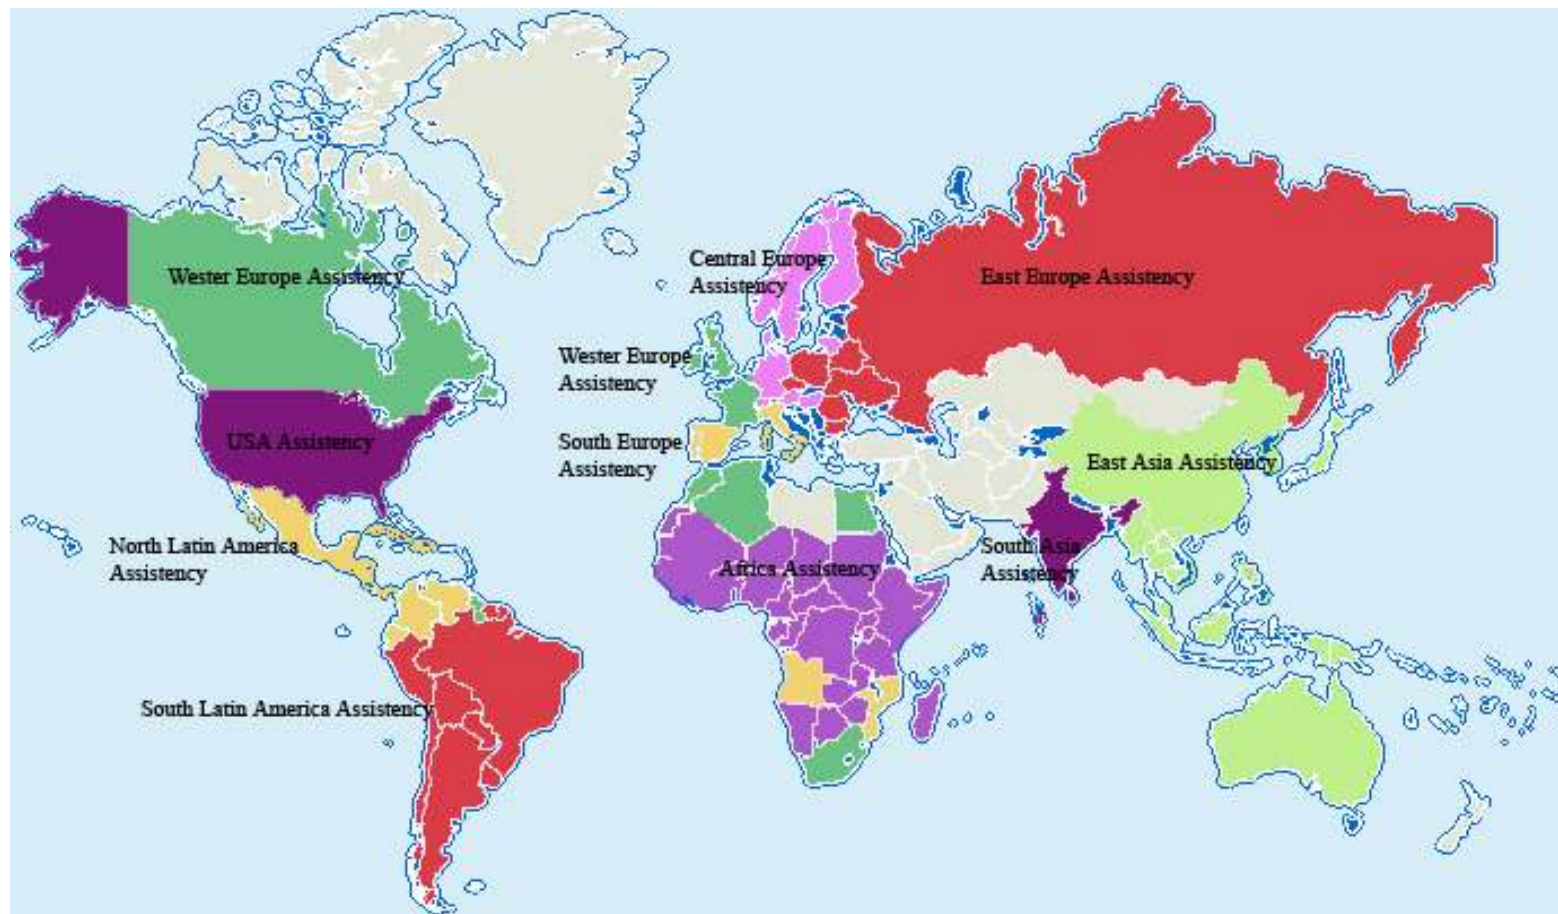 Wester Europe Assistency
Central Europe
Assistency
East Europe Assistency
Wester Europe
Assistency
USA Assistency
South Europe
Assistency
East Asia Assistency
North Latin America
Assistency
Africa Assistency
South Asia
Assistency
South Latin America Assistency